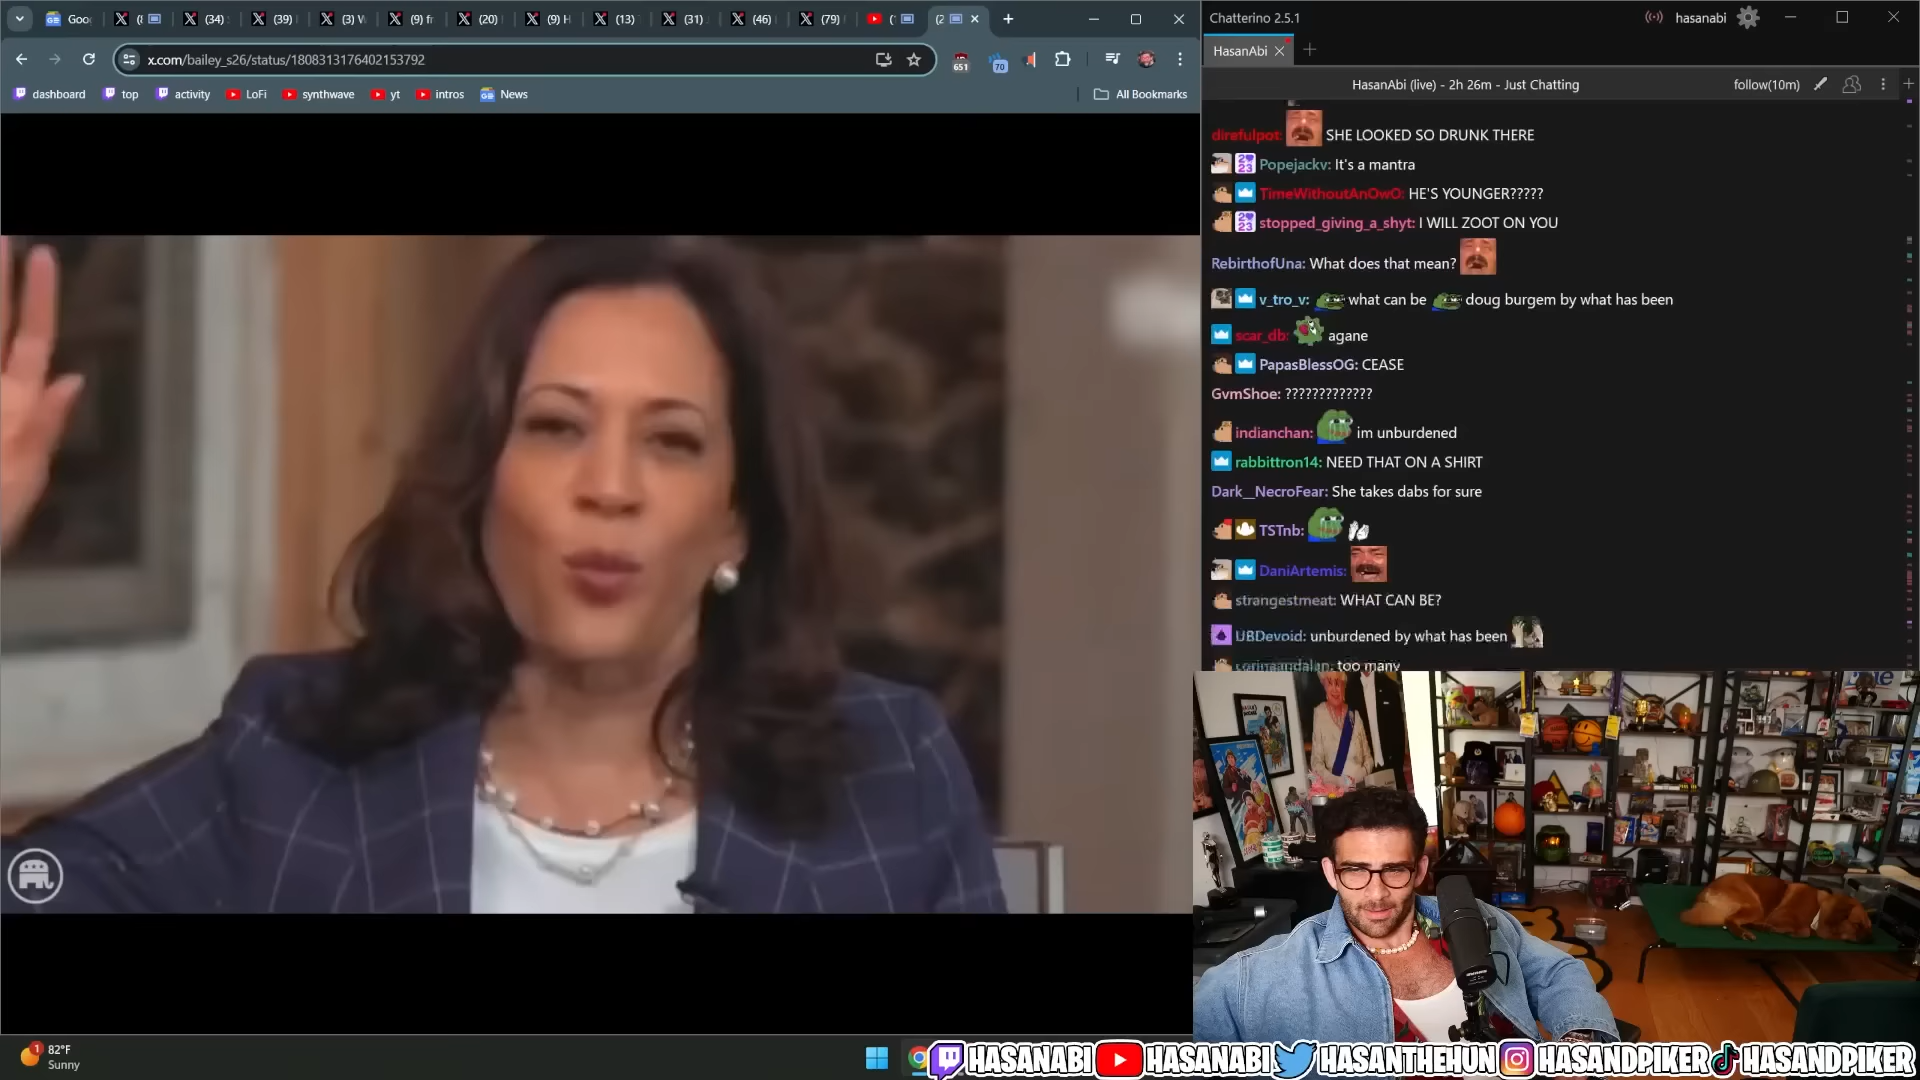 Goo
(34)
(39)
(3) W
(9) fr
(20)
(9) H
(13)
(31)
(46)
(79)
(2
x.com/bailey_s26/status/1808313176402153792
651
70
dashboard
top
activity
LoFi
synthwave
yt
intros
News
All Bookmarks
Chatterino 2.5.1
hasanabi
HasanAbi
HasanAbi (live) - 2h 26m - Just Chatting
follow(10m)
direfulpot: SHE LOOKED SO DRUNK THERE
Popejackv: It's a mantra
TimeWithoutAnOwO: HE'S YOUNGER?????
stopped_giving_a_shyt: I WILL ZOOT ON YOU
RebirthofUna: What does that mean?
v_tro_v: what can be doug burgem by what has been
scar_db: agane
PapasBlessOG: CEASE
GvmShoe: ?????????????
indianchan: im unburdened
rabbittron14: NEED THAT ON A SHIRT
Dark__NecroFear: She takes dabs for sure
TSTnb:
DaniArtemis:
strangestmeat: WHAT CAN BE?
UBDevoid: unburdened by what has been
too many
1
82°F
Sunny
HASANABI HASANABI HASANTHEHUN HASANDPIKER HASANDPIKER